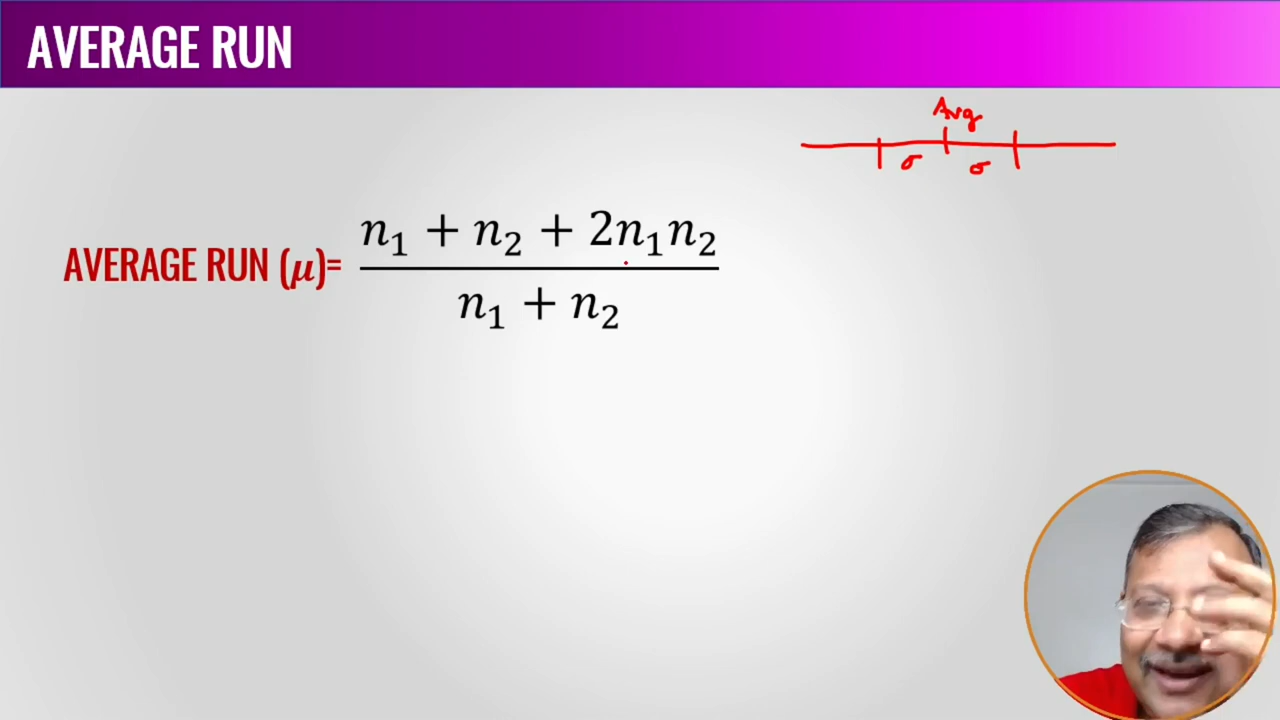 AVERAGE RUN
Avg
σ σ
AVERAGE RUN (μ)= n₁ + n₂ + 2n₁n₂
n₁ + n₂